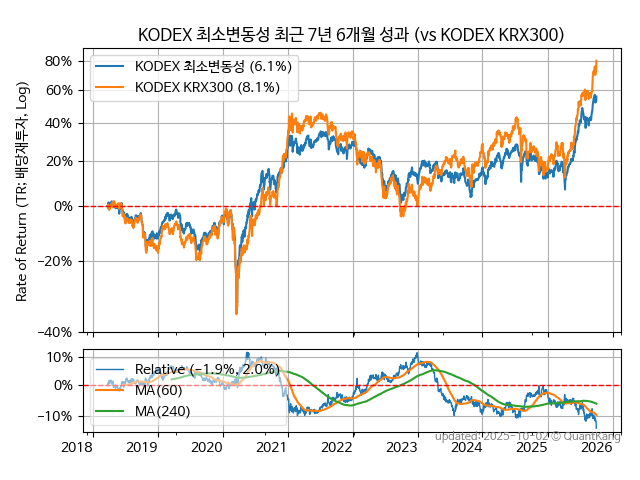 KODEX 최소변동성 최근 7년 6개월 성과 (vs KODEX KRX300)
Rate of Return (TR: 배당재투자, Log)
80%
60%
40%
20%
0%
−20%
−40%
KODEX 최소변동성 (6.1%)
KODEX KRX300 (8.1%)
10%
0%
−10%
Relative (−1.9%, 2.0%)
MA(60)
MA(240)
2018 2019 2020 2021 2022 2023 2024 2025 2026
updated: 2025-10-02 © QuantKang